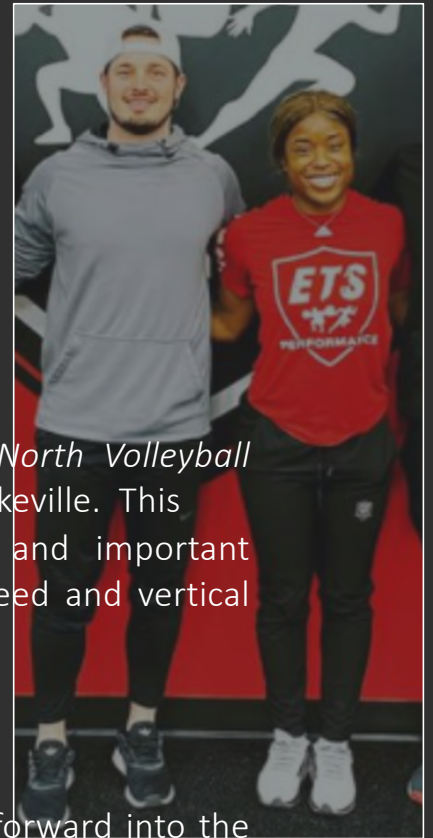 ETS
PERFORMANCE
North Volleyball
keville. This
and important
eed and vertical
forward into the